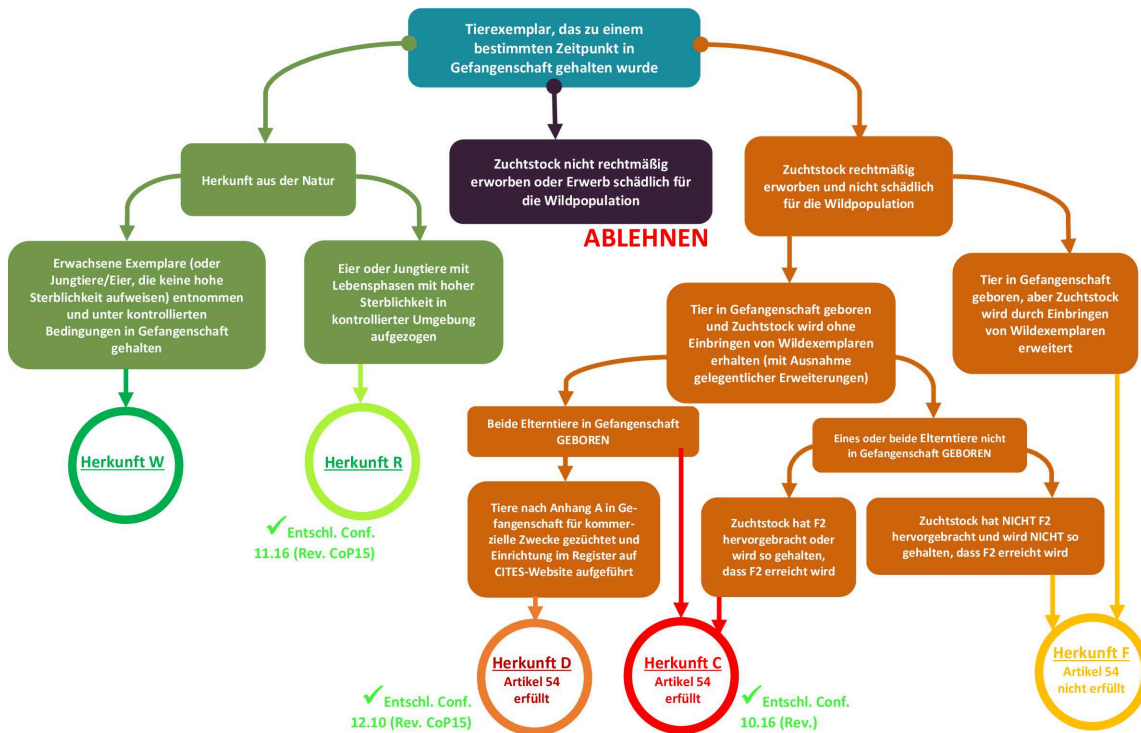 Tierexemplar, das zu einem
bestimmten Zeitpunkt in
Gefangenschaft gehalten wurde
Herkunft aus der Natur
Zuchtstock nicht rechtmäßig
erworben oder Erwerb schädlich für
die Wildpopulation
ABLEHNEN
Zuchtstock rechtmäßig
erworben und nicht schädlich
für die Wildpopulation
Erwachsene Exemplare (oder
Jungtiere/Eier, die keine hohe
Sterblichkeit aufweisen) entnommen
und unter kontrollierten
Bedingungen in Gefangenschaft
gehalten
Eier oder Jungtiere mit
Lebensphasen mit hoher
Sterblichkeit in
kontrollierter Umgebung
aufgezogen
Tier in Gefangenschaft geboren
und Zuchtstock wird ohne
Einbringen von Wildexemplaren
erhalten (mit Ausnahme
gelegentlicher Erweiterungen)
Tier in Gefangenschaft
geboren, aber Zuchtstock
wird durch Einbringen
von Wildexemplaren
erweitert
Beide Elterntiere in Gefangenschaft
GEBOREN
Eines oder beide Elterntiere nicht
in Gefangenschaft GEBOREN
Herkunft W
Herkunft R
✓ Entschl. Conf.
11.16 (Rev. CoP15)
Tiere nach Anhang A in Ge-
fangenschaft für kommer-
zielle Zwecke gezüchtet und
Einrichtung im Register auf
CITES-Website aufgeführt
Zuchtstock hat F2
hervorgebracht oder
wird so gehalten,
dass F2 erreicht wird
Zuchtstock hat NICHT F2
hervorgebracht und wird NICHT so
gehalten, dass F2 erreicht wird
Herkunft D
Artikel 54
erfüllt
✓ Entschl. Conf.
12.10 (Rev. CoP15)
Herkunft C
Artikel 54
erfüllt
✓ Entschl. Conf.
10.16 (Rev.)
Herkunft F
Artikel 54
nicht erfüllt